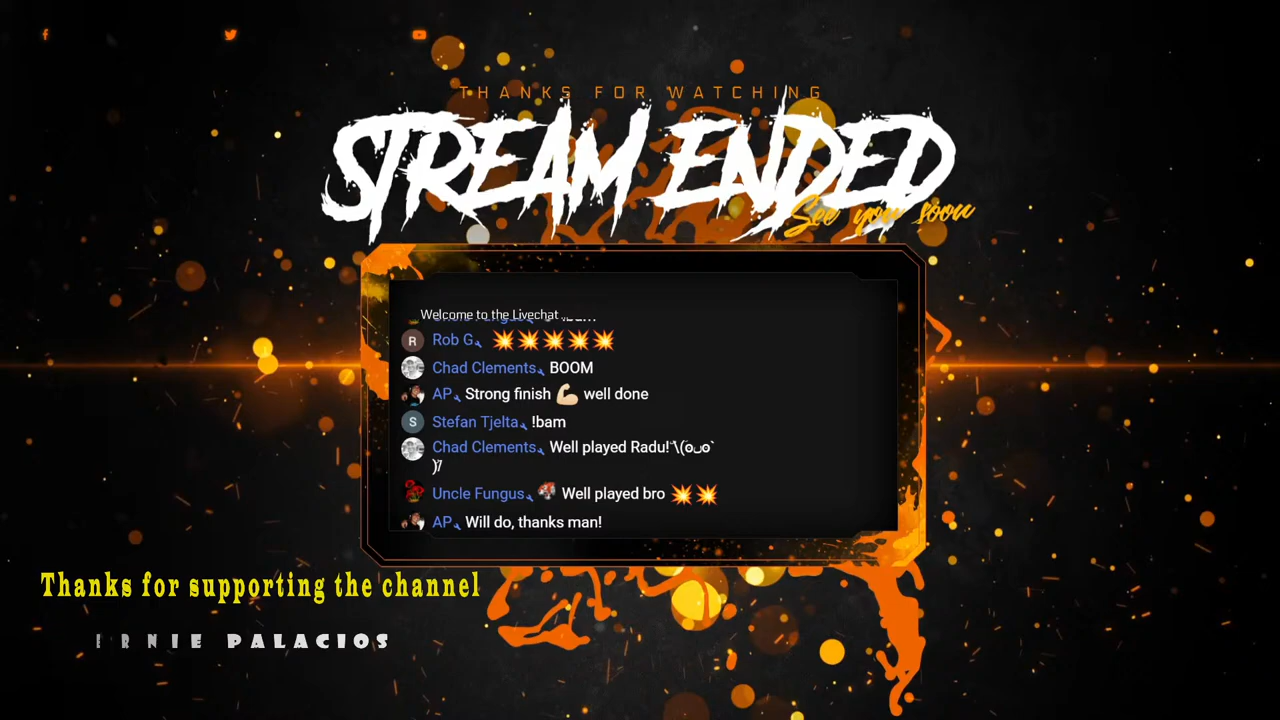 THANKS FOR WATCHING
STREAM ENDED
See you soon
Welcome to the Livechat
R Rob G 💥💥💥💥💥
Chad Clements BOOM
AP Strong finish 💪🏼 well done
S Stefan Tjelta !bam
Chad Clements Well played Radu!
Uncle Fungus Well played bro 💥💥
AP Will do, thanks man!
Thanks for supporting the channel
ERNIE PALACIOS